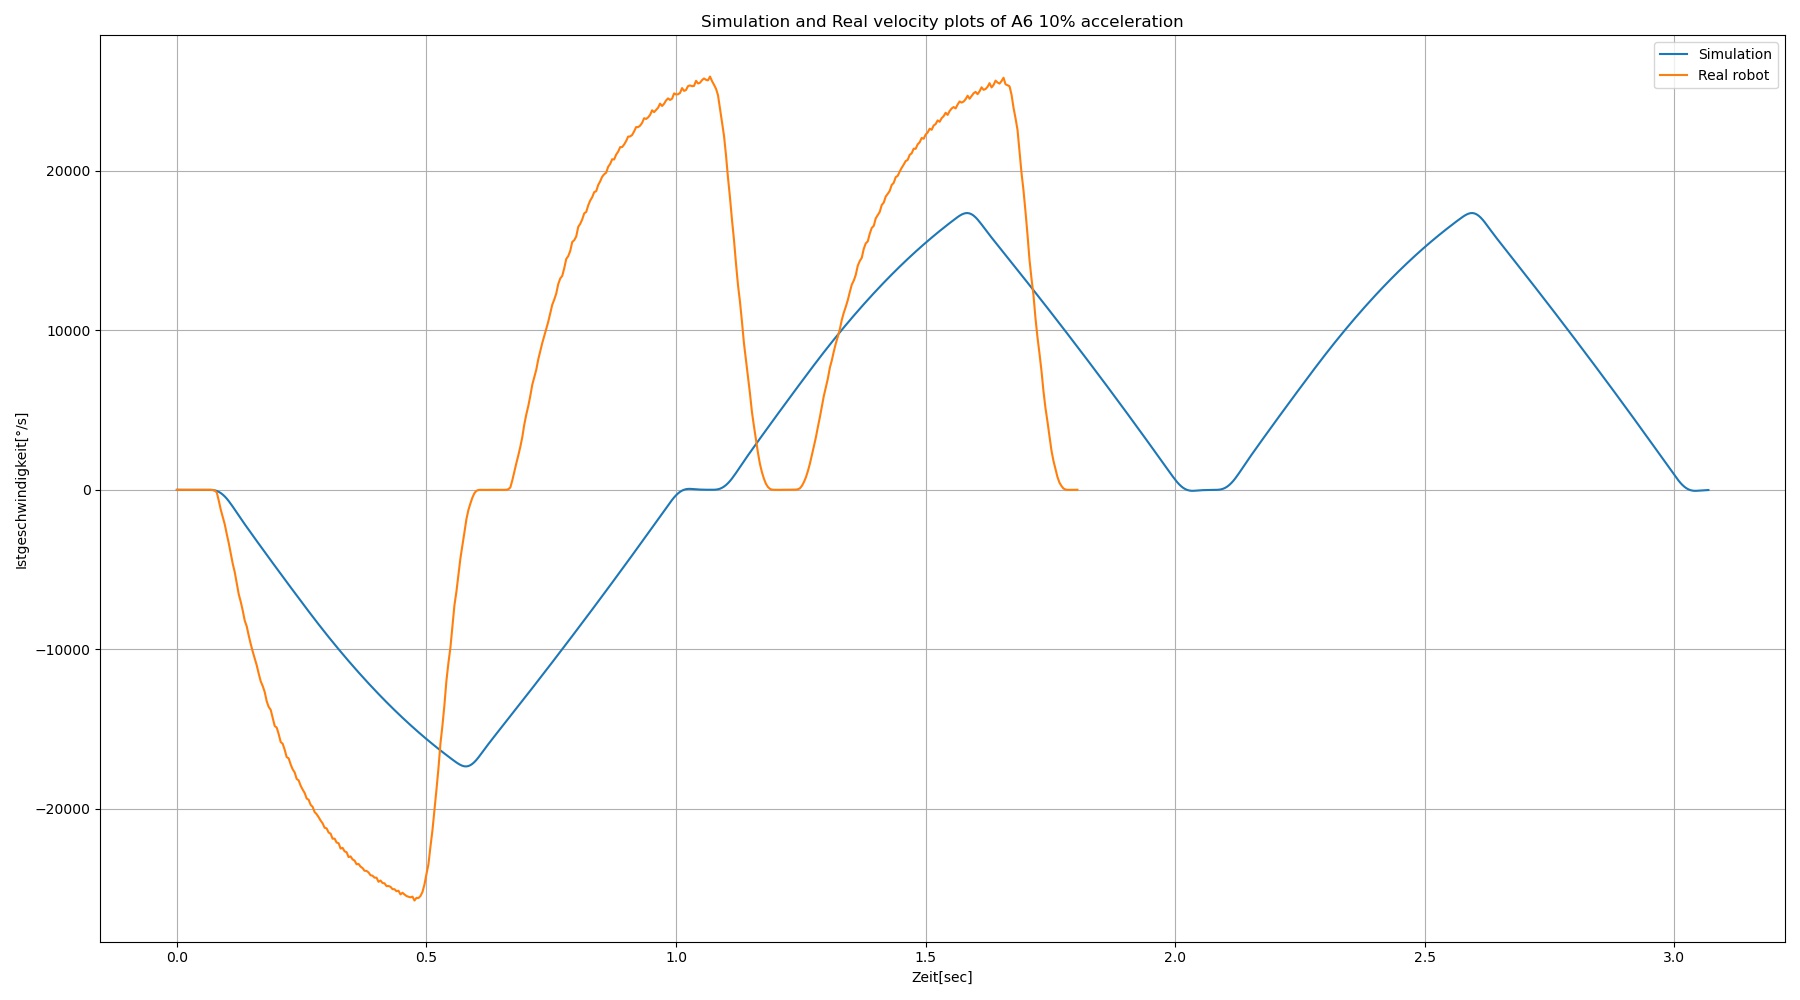 Simulation and Real velocity plots of A6 10% acceleration
Simulation
Real robot
Istgeschwindigkeit[°/s]
20000
10000
0
−10000
−20000
0.0 0.5 1.0 1.5 2.0 2.5 3.0
Zeit[sec]